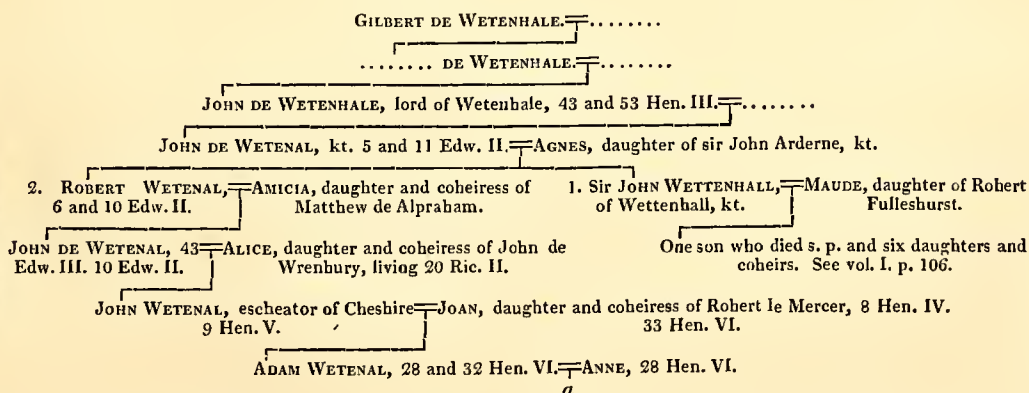 GILBERT DE WETENHALE.=........
........ DE WETENHALE.=........
JOHN DE WETENHALE, lord of Wetenhale, 43 and 53 Hen. III.=........
JOHN DE WETENAL, kt. 5 and 11 Edw. II.=AGNES, daughter of sir John Arderne, kt.
2. ROBERT WETENAL,=AMICIA, daughter and coheiress of
6 and 10 Edw. II. Matthew de Alpraham.
1. Sir JOHN WETTENHALL,=MAUDE, daughter of Robert
of Wettenhall, kt. Fulleshurst.
JOHN DE WETENAL, 43=ALICE, daughter and coheiress of John de
Edw. III. 10 Edw. II. Wrenbury, living 20 Ric. II.
One son who died s. p. and six daughters and
coheirs. See vol. I. p. 106.
JOHN WETENAL, escheator of Cheshire=JOAN, daughter and coheiress of Robert le Mercer, 8 Hen. IV.
9 Hen. V. 33 Hen. VI.
ADAM WETENAL, 28 and 32 Hen. VI.=ANNE, 28 Hen. VI.
a